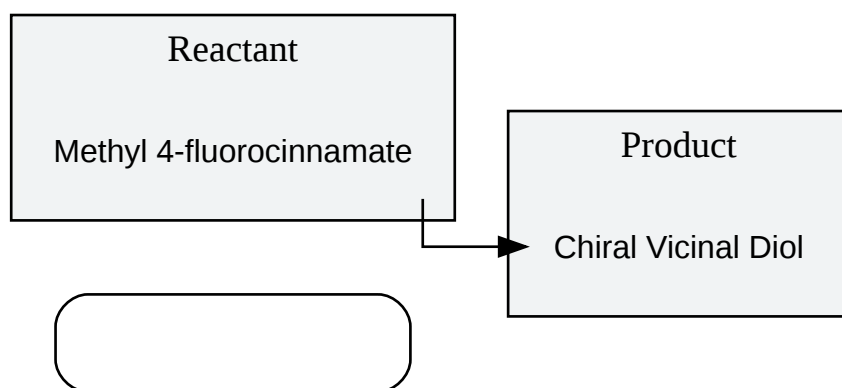 Reactant
Methyl 4-fluorocinnamate
Product
Chiral Vicinal Diol